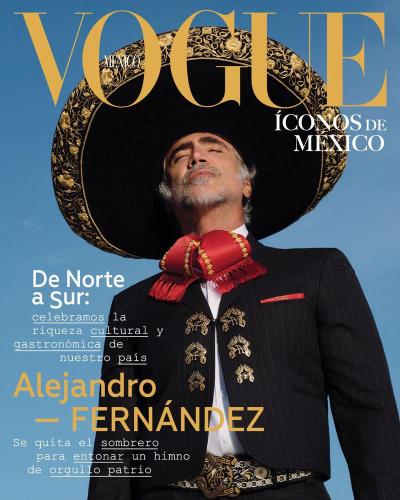 VOGUE
MÉXICO
ÍCONOS DE
MÉXICO
De Norte
a Sur:
celebramos la
riqueza cultural y
gastronómica de
nuestro país
Alejandro
— FERNÁNDEZ
Se quita el sombrero
para entonar un himno
de orgullo patrio